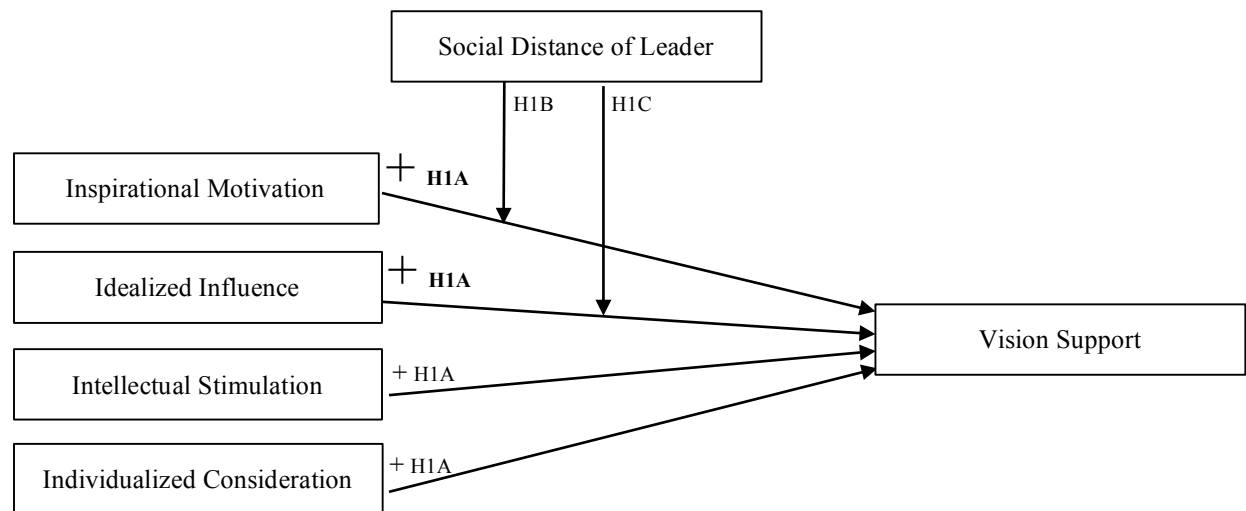 Social Distance of Leader
H1B
H1C
Inspirational Motivation
+ H1A
Idealized Influence
+ H1A
Vision Support
Intellectual Stimulation
+ H1A
Individualized Consideration
+ H1A